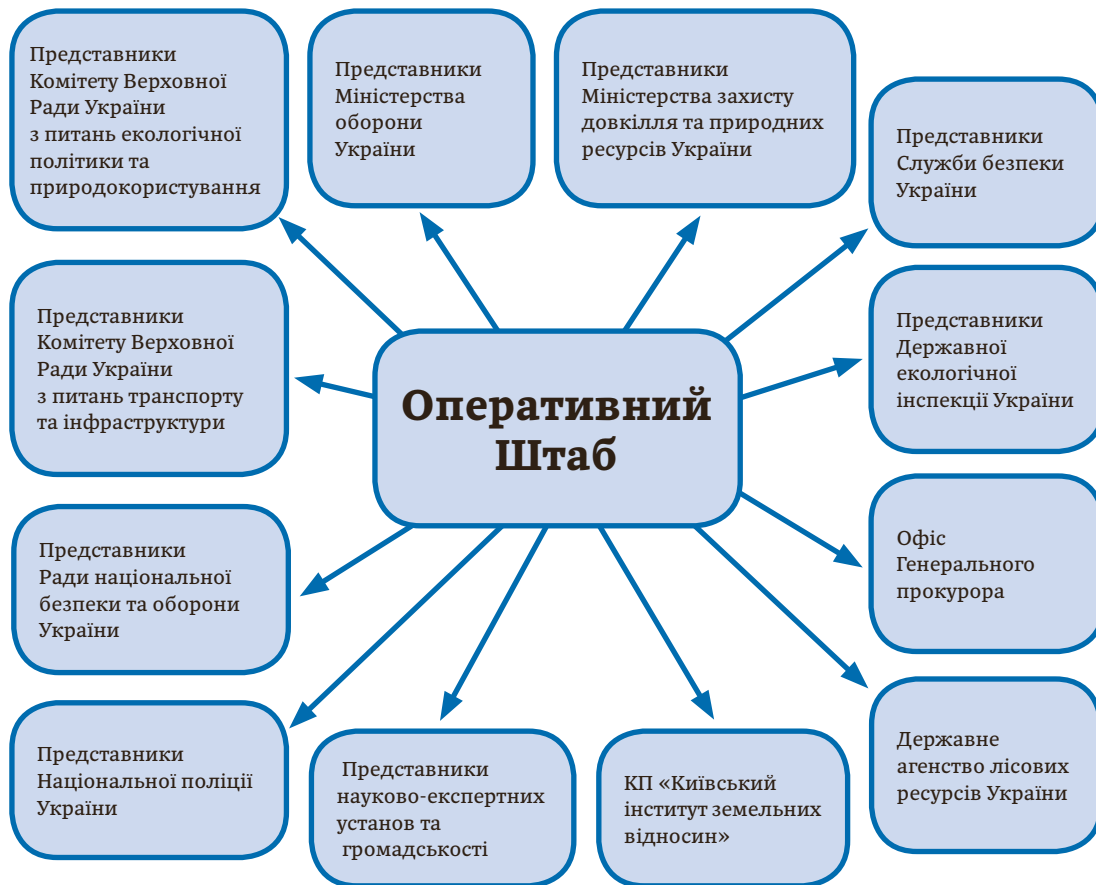 Представники
Комітету Верховної
Ради України
з питань екологічної
політики та
природокористування
Представники
Міністерства
оборони
України
Представники
Міністерства захисту
довкілля та природних
ресурсів України
Представники
Служби безпеки
України
Представники
Комітету Верховної
Ради України
з питань транспорту
та інфраструктури
Оперативний
Штаб
Представники
Державної
екологічної
інспекції України
Представники
Ради національної
безпеки та оборони
України
Офіс
Генерального
прокурора
Представники
Національної поліції
України
Представники
науково-експертних
установ та
громадськості
КП «Київський
інститут земельних
відносин»
Державне
агенство лісових
ресурсів України